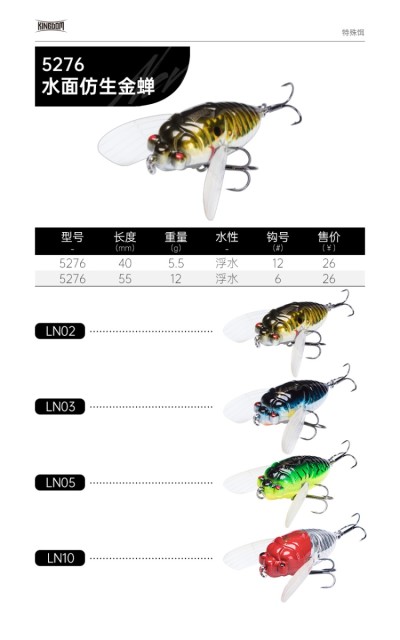 KINGDOM
特殊饵
5276
水面仿生金蝉
型号 长度 重量 水性 钩号 售价
- (mm) (g) - (#) (¥)
5276 40 5.5 浮水 12 26
5276 55 12 浮水 6 26
LN02
LN03
LN05
LN10